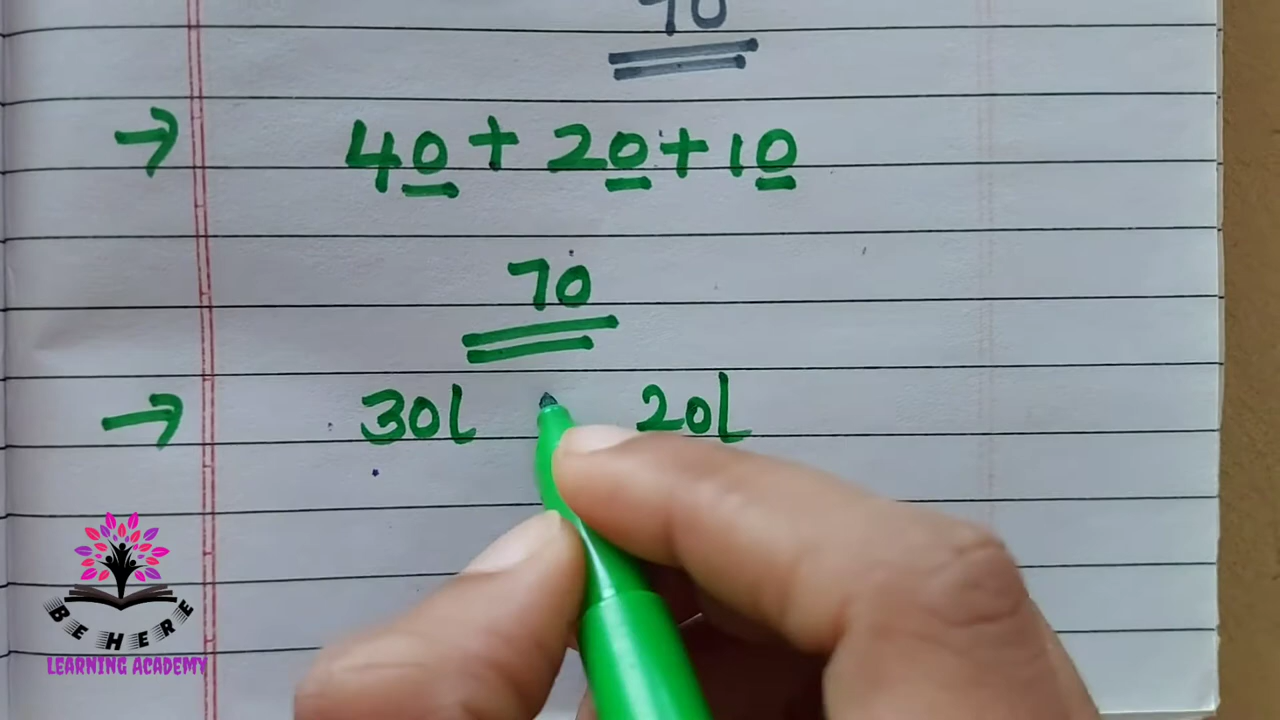 → 40 + 20 + 10
70
→ 30l 20l
BE HERE
LEARNING ACADEMY